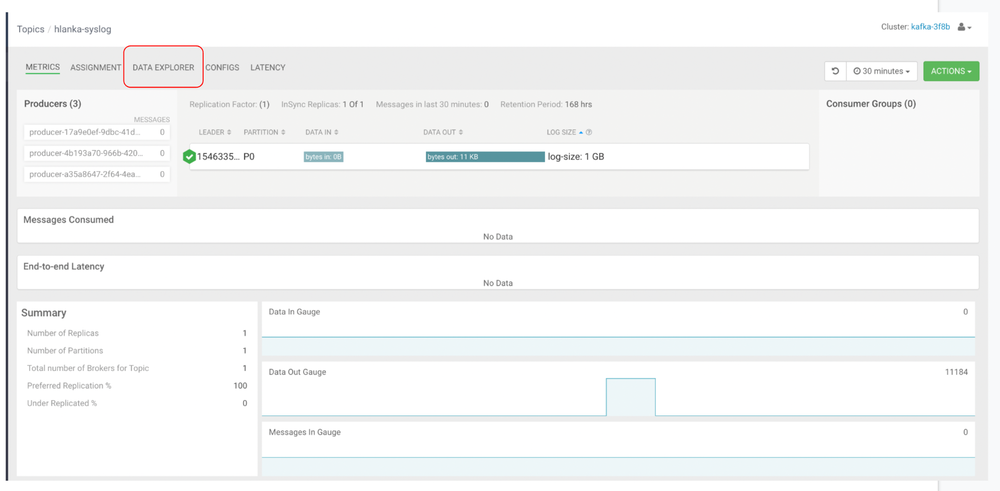 Topics / hlanka-syslog
Cluster: kafka-3f8b
METRICS ASSIGNMENT DATA EXPLORER CONFIGS LATENCY
30 minutes
ACTIONS
Producers (3)
MESSAGES
producer-17a9e0ef-9dbc-41d... 0
producer-4b193a70-966b-420... 0
producer-a35a8647-2f64-4ea... 0
Replication Factor: (1) InSync Replicas: 1 Of 1 Messages in last 30 minutes: 0 Retention Period: 168 hrs
LEADER PARTITION DATA IN DATA OUT LOG SIZE ?
1546335... P0 bytes in: 0B bytes out: 11 KB log-size: 1 GB
Consumer Groups (0)
Messages Consumed
No Data
End-to-end Latency
No Data
Summary
Number of Replicas 1
Number of Partitions 1
Total number of Brokers for Topic 1
Preferred Replication % 100
Under Replicated % 0
Data In Gauge 0
Data Out Gauge 11184
Messages In Gauge 0